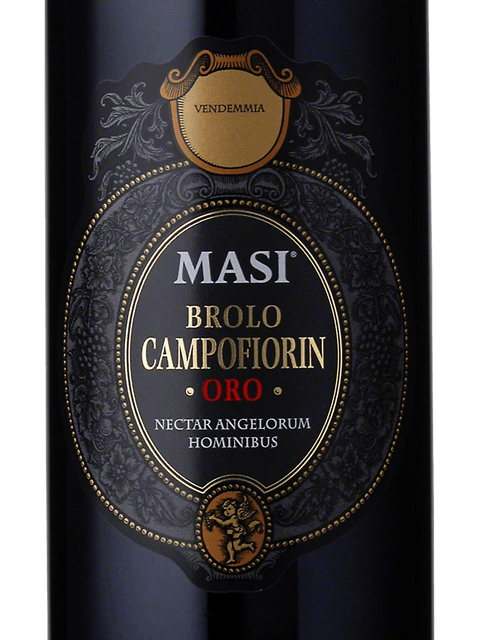 VENDEMMIA
MASI®
BROLO
CAMPOFIORIN
• ORO •
NECTAR ANGELORUM
HOMINIBUS